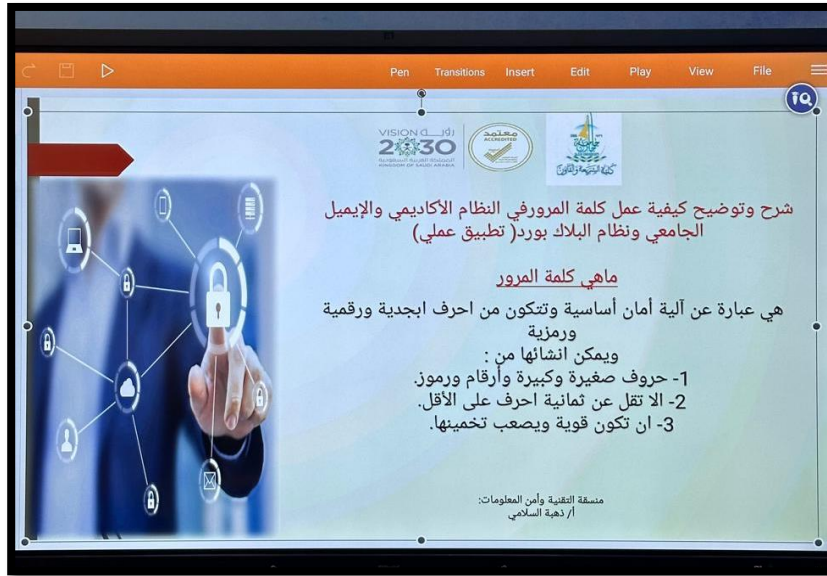 Pen Transitions Insert Edit Play View File
VISION رؤيـــة
2030
المملكة العربية السعودية
KINGDOM OF SAUDI ARABIA
معتمد
ACCREDITED
كلية الشريعة والقانون
شرح وتوضيح كيفية عمل كلمة المرورفي النظام الأكاديمي والإيميل
الجامعي ونظام البلاك بورد( تطبيق عملي)
ماهي كلمة المرور
هي عبارة عن آلية أمان أساسية وتتكون من احرف ابجدية ورقمية
ورمزية
ويمكن انشائها من :
1- حروف صغيرة وكبيرة وأرقام ورموز.
2- الا تقل عن ثمانية احرف على الأقل.
3- ان تكون قوية ويصعب تخمينها.
منسقة التقنية وأمن المعلومات:
أ/ ذهبة السلامي